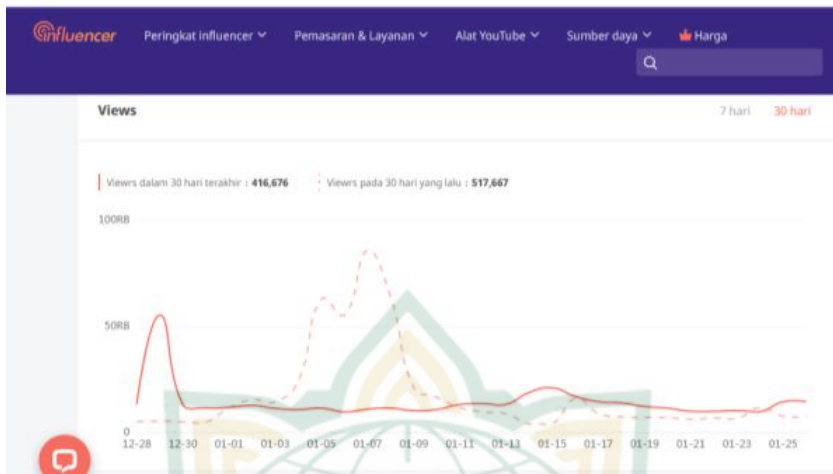 influencer Peringkat influencer Pemasaran & Layanan Alat YouTube Sumber daya Harga
Views 7 hari 30 hari
Viewrs dalam 30 hari terakhir : 416,676 Viewrs pada 30 hari yang lalu : 517,667
100RB
50RB
0
12-28 12-30 01-01 01-03 01-05 01-07 01-09 01-11 01-13 01-15 01-17 01-19 01-21 01-23 01-25